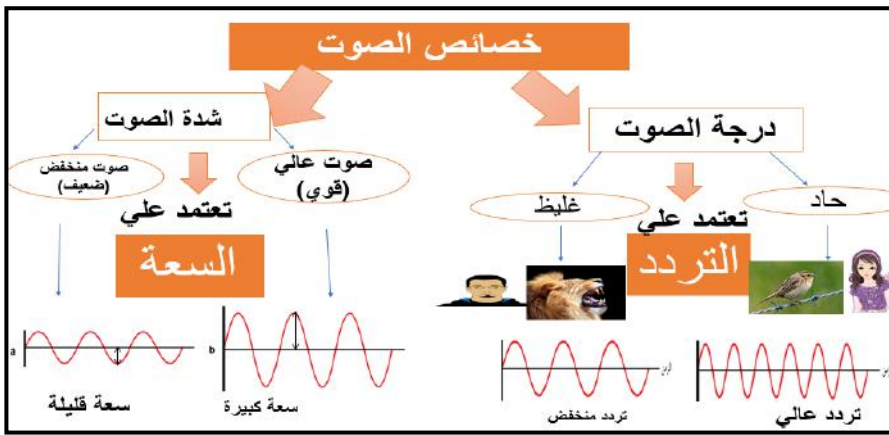 خصائص الصوت
درجة الصوت
حاد
غليظ
تعتمد علي
التردد
تردد عالي
تردد منخفض
شدة الصوت
صوت عالي
(قوي)
صوت منخفض
(ضعيف)
تعتمد علي
السعة
b
سعة كبيرة
a
سعة قليلة